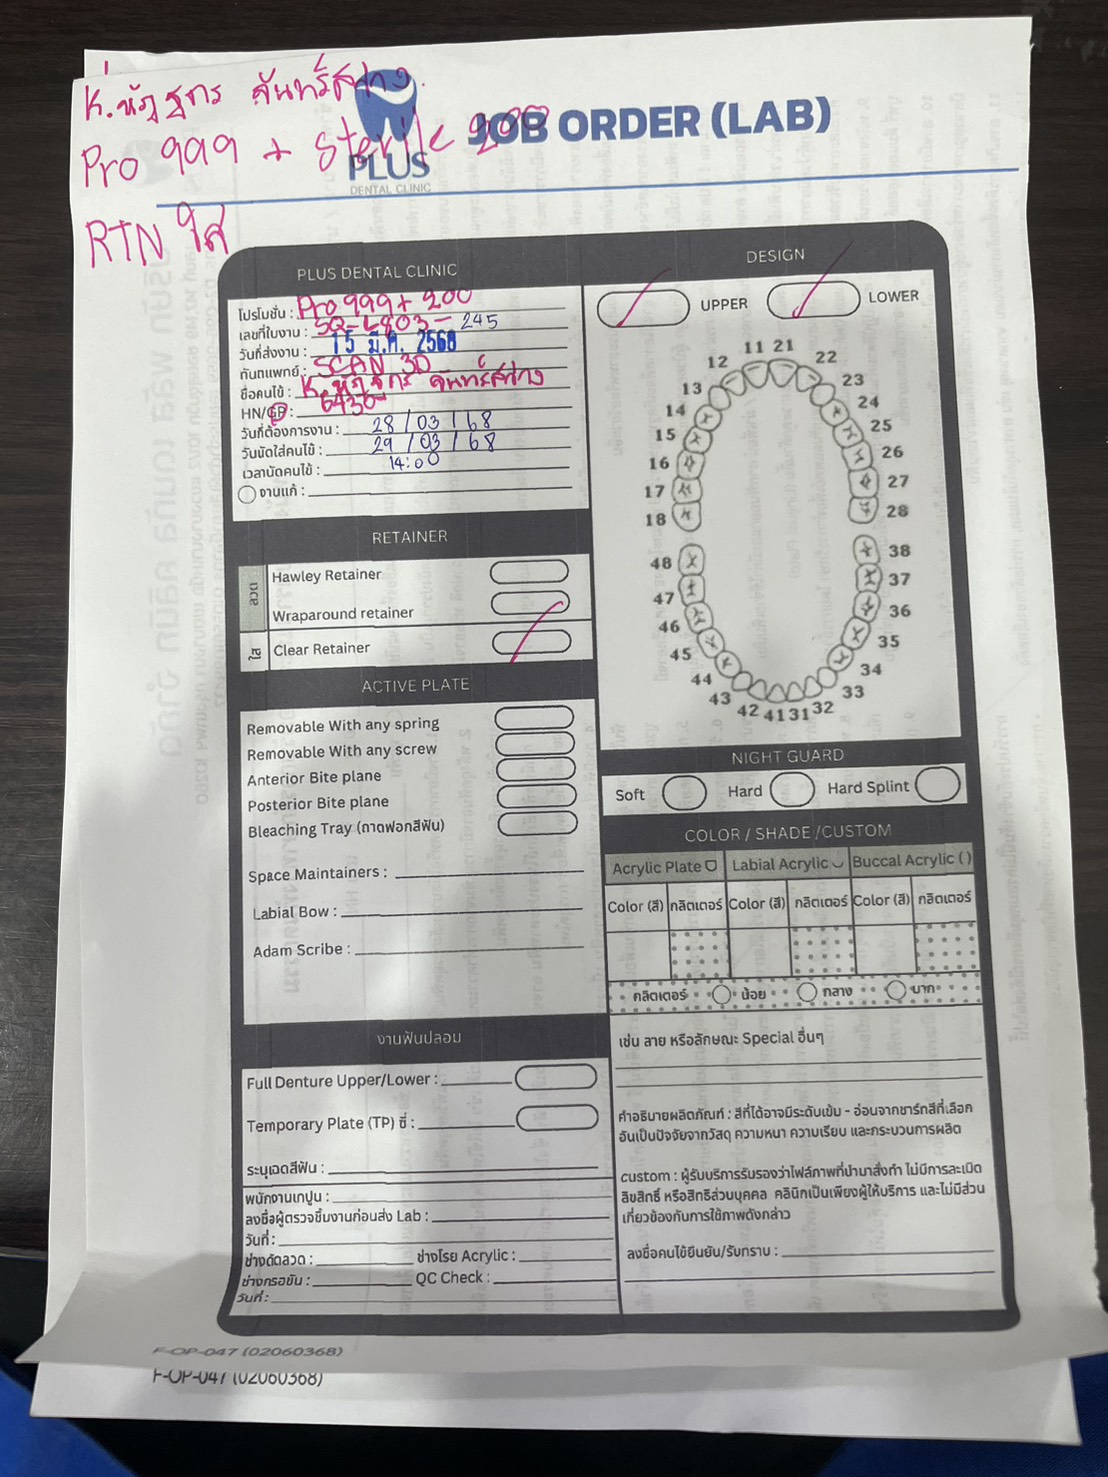 K.หัฎฐกร จันทร์สว่าง
Pro 999 + Sterile 200
RTN ใส
PLUS
DENTAL CLINIC
JOB ORDER (LAB)
PLUS DENTAL CLINIC
โปรโมชั่น : Pro 999 + 200
เลขที่ใบงาน : SQ-6803-245
วันที่ส่งงาน : 15 มี.ค. 2568
ทันตแพทย์ : SCAN 3D
ชื่อคนไข้ : K.หัฎฐกร จันทร์สว่าง
HN/GP : 6430
วันที่ต้องการงาน : 28/03/68
วันนัดใส่คนไข้ : 29/03/68
เวลานัดคนไข้ : 14:00
งานแก้ :
DESIGN
UPPER LOWER
11 21
12 22
13 23
14 24
15 25
16 26
17 27
18 28
48 38
47 37
46 36
45 35
44 34
43 33
42 41 31 32
RETAINER
ลวด
Hawley Retainer
Wraparound retainer
ใส
Clear Retainer
ACTIVE PLATE
Removable With any spring
Removable With any screw
Anterior Bite plane
Posterior Bite plane
Bleaching Tray (ถาดฟอกสีฟัน)
Space Maintainers :
Labial Bow :
Adam Scribe :
NIGHT GUARD
Soft Hard Hard Splint
COLOR / SHADE /CUSTOM
Acrylic Plate Labial Acrylic Buccal Acrylic ( )
Color (สี) กลิตเตอร์ Color (สี) กลิตเตอร์ Color (สี) กลิตเตอร์
กลิตเตอร์ น้อย กลาง มาก
เช่น ลาย หรือลักษณะ Special อื่นๆ
งานฟันปลอม
Full Denture Upper/Lower :
Temporary Plate (TP) ซี่ :
ระบุเฉดสีฟัน :
พนักงานเทปูน :
ลงชื่อผู้ตรวจชิ้นงานก่อนส่ง Lab :
วันที่ :
ช่างดัดลวด : ช่างโรย Acrylic :
ช่างกรอขัน : QC Check :
วันที่ :
คำอธิบายผลิตภัณฑ์ : สีที่ได้อาจมีระดับเข้ม - อ่อนจากชาร์ทสีที่เลือก
อันเป็นปัจจัยจากวัสดุ ความหนา ความเรียบ และกระบวนการผลิต
custom : ผู้รับบริการรับรองว่าไฟล์ภาพที่นำมาสั่งทำ ไม่มีการละเมิด
ลิขสิทธิ์ หรือสิทธิส่วนบุคคล คลินิกเป็นเพียงผู้ให้บริการ และไม่มีส่วน
เกี่ยวข้องกับการใช้ภาพดังกล่าว
ลงชื่อคนไข้ยืนยัน/รับทราบ :
F-OP-047 (02060368)
F-OP-047 (02060368)